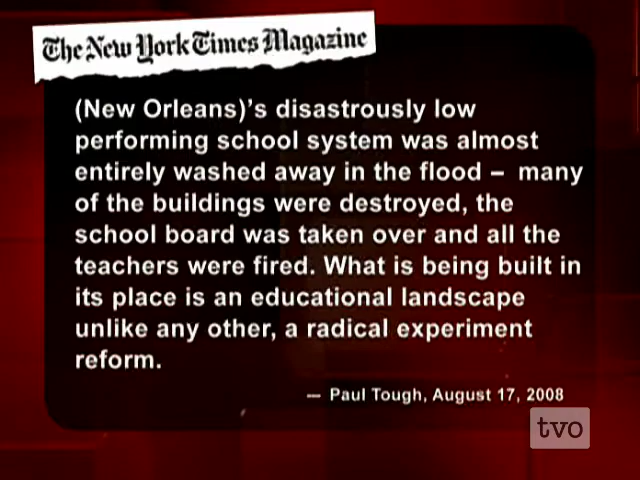 The New York Times Magazine
(New Orleans)'s disastrously low
performing school system was almost
entirely washed away in the flood – many
of the buildings were destroyed, the
school board was taken over and all the
teachers were fired. What is being built in
its place is an educational landscape
unlike any other, a radical experiment
reform.
— Paul Tough, August 17, 2008
tvo